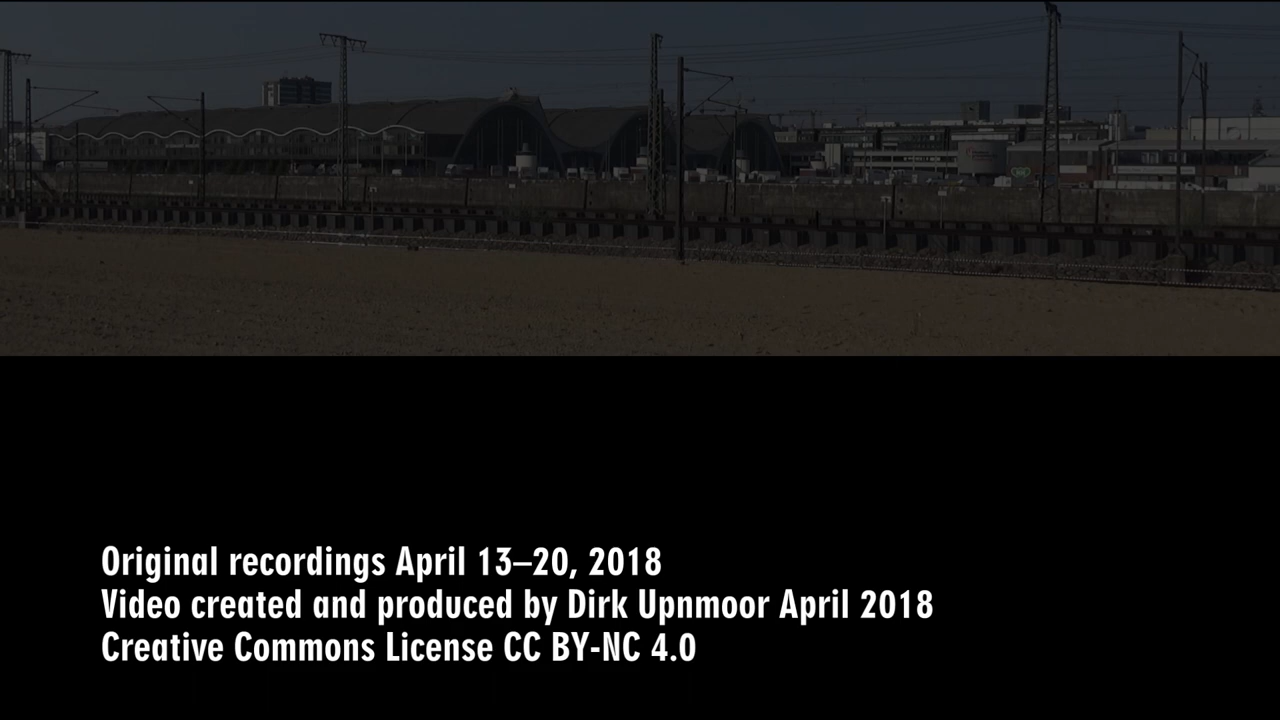 Original recordings April 13–20, 2018
Video created and produced by Dirk Upnmoor April 2018
Creative Commons License CC BY-NC 4.0